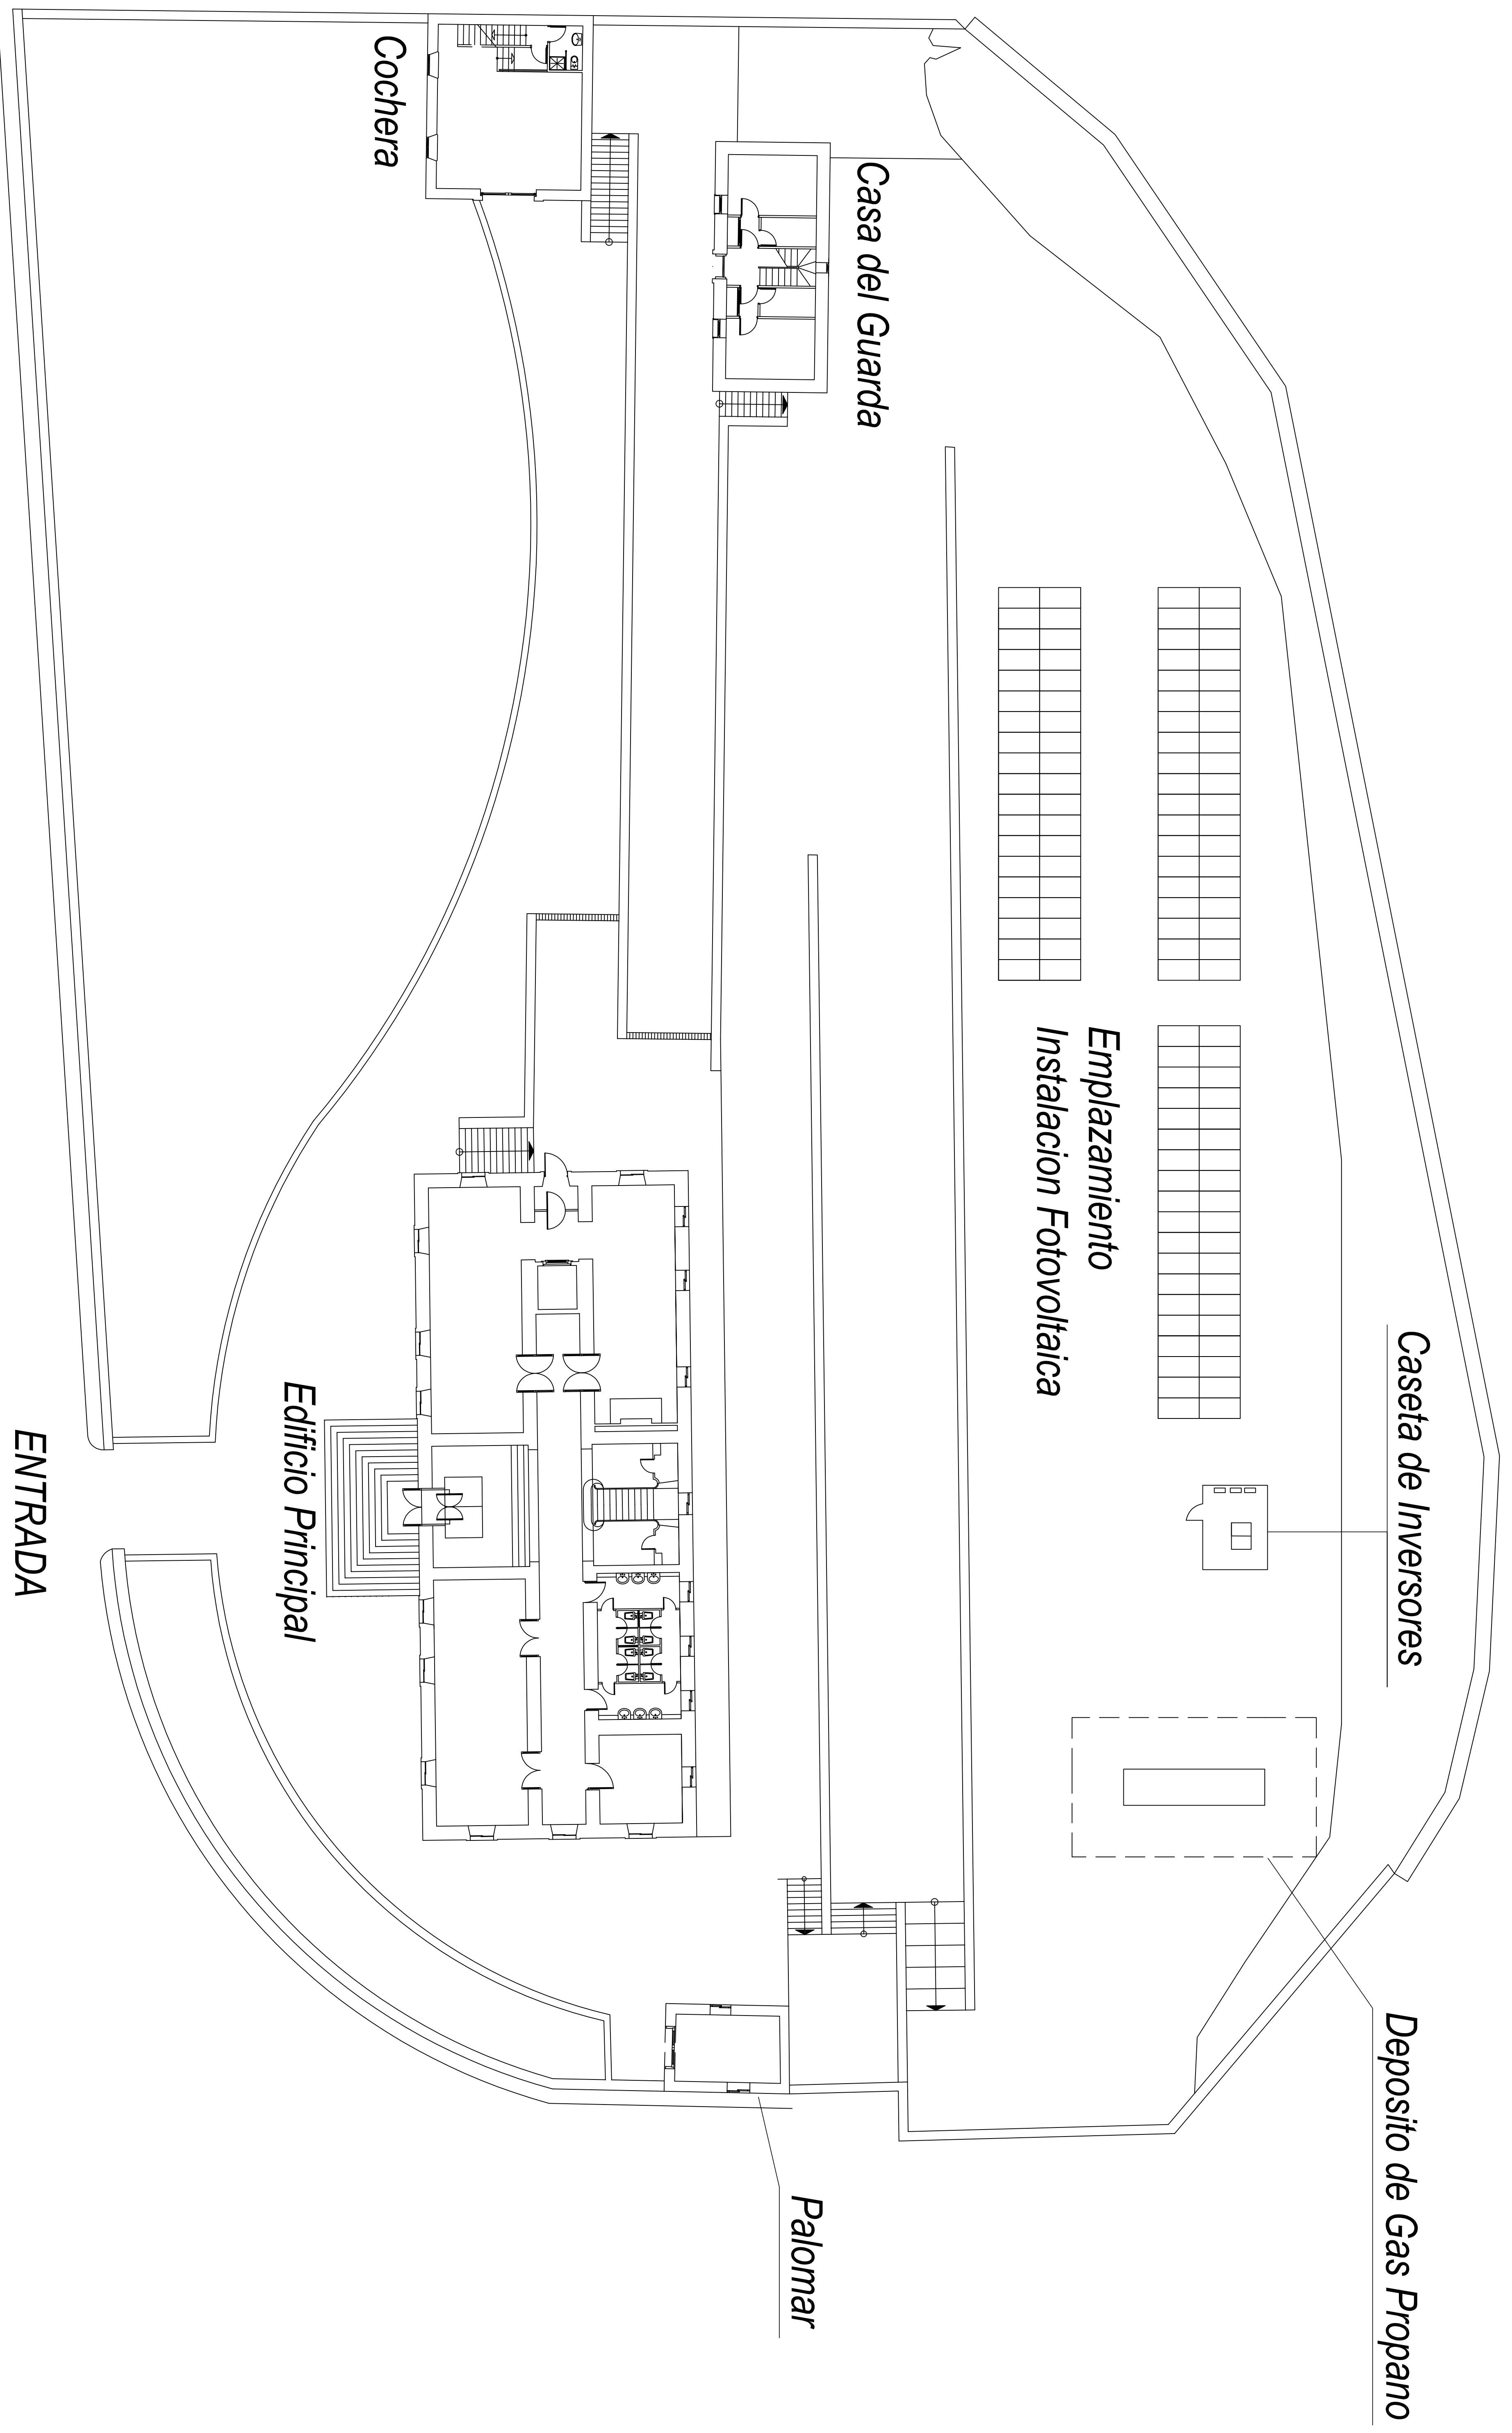 Deposito de Gas Propano
Caseta de Inversores
Emplazamiento
Instalacion Fotovoltaica
Casa del Guarda
Palomar
Cochera
Edificio Principal
ENTRADA